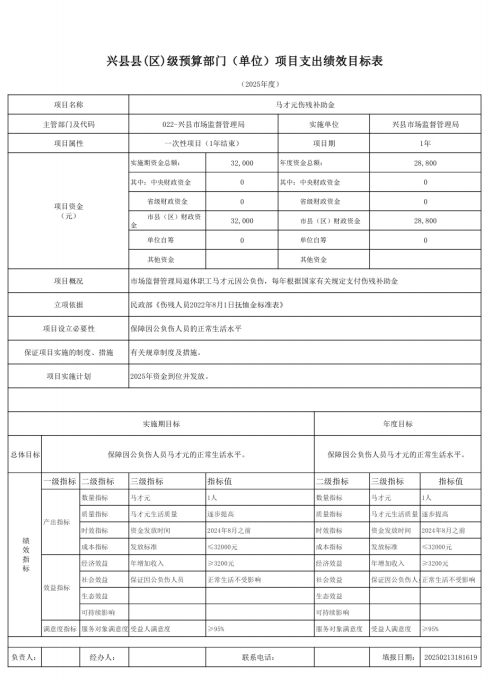 兴县县(区)级预算部门（单位）项目支出绩效目标表
（2025年度）
项目名称 马才元伤残补助金
主管部门及代码 022-兴县市场监督管理局 实施单位 兴县市场监督管理局
项目属性 一次性项目（1年结束） 项目期 1年
项目资金（元） 实施期资金总额： 32,000 年度资金总额： 28,800
其中：中央财政资金 0 其中：中央财政资金 0
省级财政资金 0 省级财政资金 0
市县（区）财政资金 32,000 市县（区）财政资金 28,800
单位自筹 0 单位自筹 0
其他资金 其他资金
项目概况 市场监督管理局退休职工马才元因公负伤，每年根据国家有关规定支付伤残补助金
立项依据 民政部《伤残人员2022年8月1日抚恤金标准表》
项目设立必要性 保障因公负伤人员的正常生活水平
保证项目实施的制度、措施 有关规章制度及措施。
项目实施计划 2025年资金到位并发放。
实施期目标 年度目标
总体目标 保障因公负伤人员马才元的正常生活水平。 保障因公负伤人员马才元的正常生活水平。
绩效指标 一级指标 二级指标 三级指标 指标值 二级指标 三级指标 指标值
产出指标 数量指标 马才元 1人 数量指标 马才元 1人
质量指标 马才元生活质量 逐步提高 质量指标 马才元生活质量 逐步提高
时效指标 资金发放时间 2024年8月之前 时效指标 资金发放时间 2024年8月之前
成本指标 发放标准 ≤32000元 成本指标 发放标准 ≤32000元
效益指标 经济效益 年增加收入 ≥3200元 经济效益 年增加收入 ≥3200元
社会效益 保证因公负伤人员 正常生活不受影响 社会效益 保证因公负伤人 正常生活不受影响
生态效益 生态效益
可持续影响 可持续影响
满意度指标 服务对象满意度 受益人满意度 ≥95% 服务对象满意度 受益人满意度 ≥95%
负责人： 经办人： 联系电话： 填报日期： 20250213181619